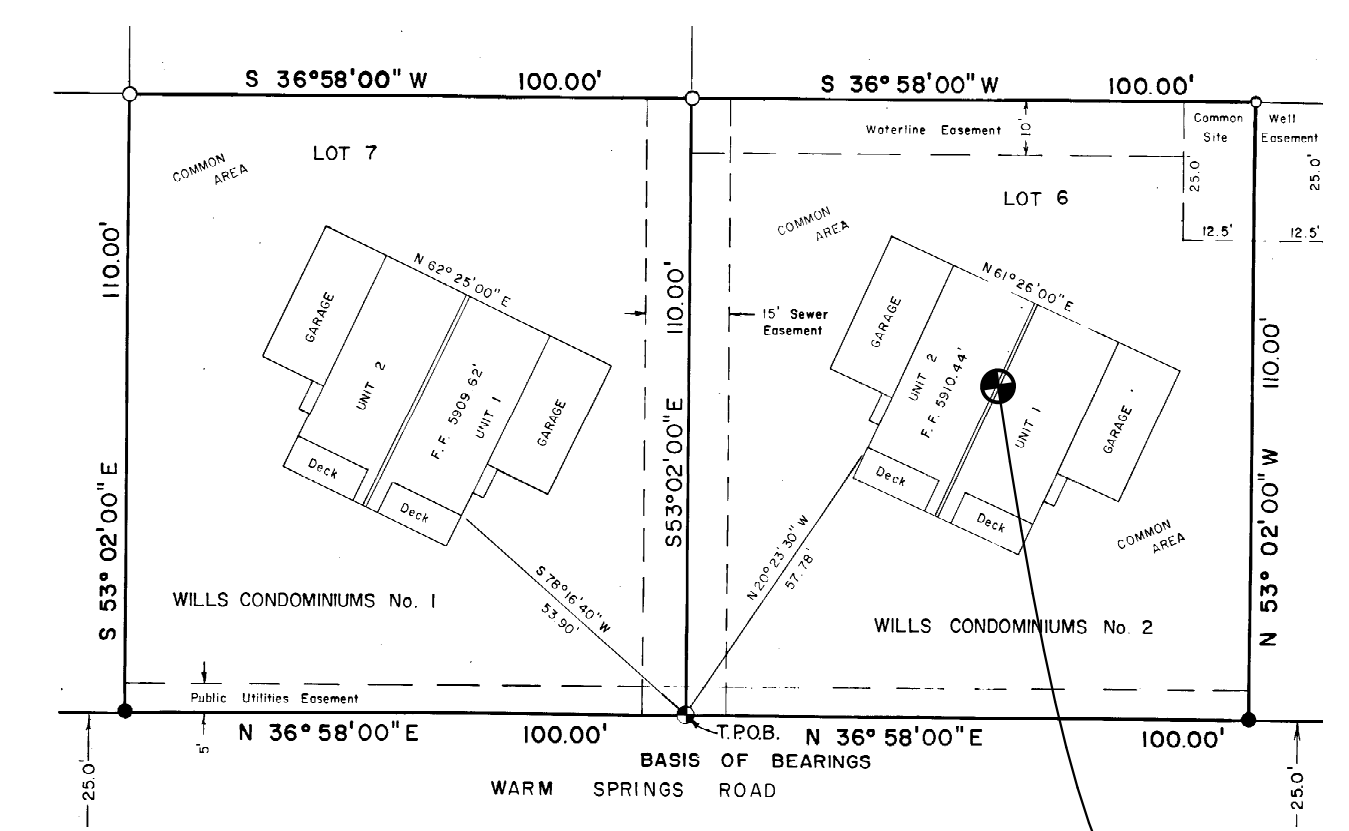 S 36°58'00" W 100.00'
S 36°58'00" W 100.00'
Waterline Easement
10'
Common
Site
Well
Easement
25.0'
25.0'
12.5'
12.5'
LOT 7
COMMON
AREA
LOT 6
COMMON
AREA
110.00'
S 53° 02'00" E
N 62° 25'00" E
GARAGE
UNIT 2
F. F. 5909.62'
UNIT 1
GARAGE
Deck
Deck
110.00'
S 53°02'00" E
15' Sewer
Easement
N 61° 26'00" E
GARAGE
UNIT 2
F. F. 5910.44'
UNIT 1
GARAGE
Deck
Deck
110.00'
N 53° 02'00" W
COMMON
AREA
S 78°16'40" W
53.90'
N 20° 23'30" W
57.78'
WILLS CONDOMINIUMS No. 1
WILLS CONDOMINIUMS No. 2
Public Utilities Easement
5'
N 36°58'00" E 100.00'
T.P.O.B.
N 36°58'00" E 100.00'
BASIS OF BEARINGS
WARM SPRINGS ROAD
25.0'
25.0'